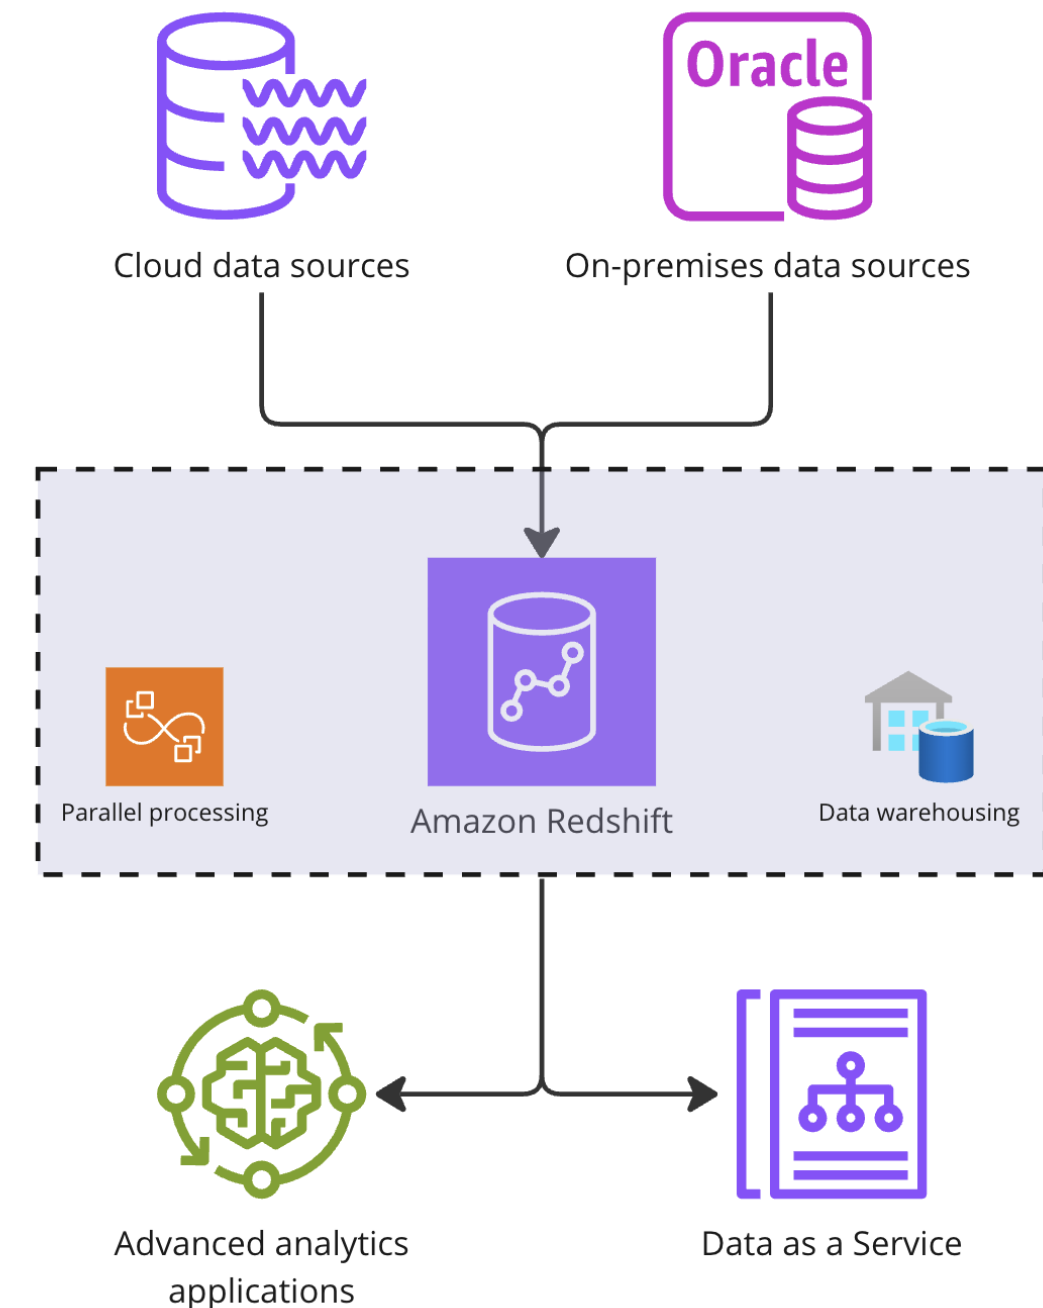 Oracle
Cloud data sources
On-premises data sources
Parallel processing
Amazon Redshift
Data warehousing
Advanced analytics
applications
Data as a Service